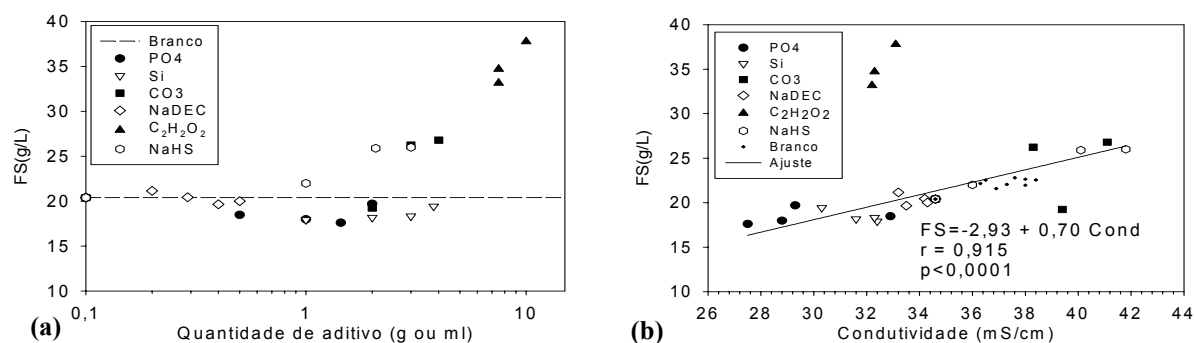 40
35
30
25
20
15
10
FS(g/L)
Branco
PO4
Si
CO3
NaDEC
C₂H₂O₂
NaHS
0,1
1
10
Quantidade de aditivo (g ou ml)
(a)
40
35
30
25
20
15
10
FS(g/L)
PO4
Si
CO3
NaDEC
C₂H₂O₂
NaHS
Branco
Ajuste
FS=-2,93 + 0,70 Cond
r = 0,915
p<0,0001
26 28 30 32 34 36 38 40 42 44
Condutividade (mS/cm)
(b)